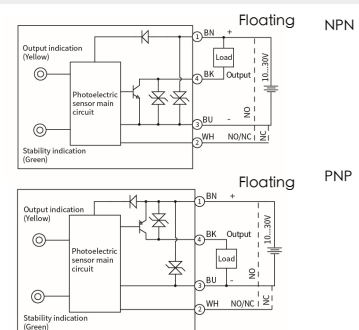 Floating
NPN
Output indication
(Yellow)
1 BN +
Load
4 BK Output
10...30V
Photoelectric
sensor main
circuit
NO
3 BU -
2 WH NO/NC
NC
Stability indication
(Green)
Floating
PNP
Output indication
(Yellow)
1 BN +
4 BK Output
10...30V
Photoelectric
sensor main
circuit
Load
NO
3 BU -
2 WH NO/NC
NC
Stability indication
(Green)